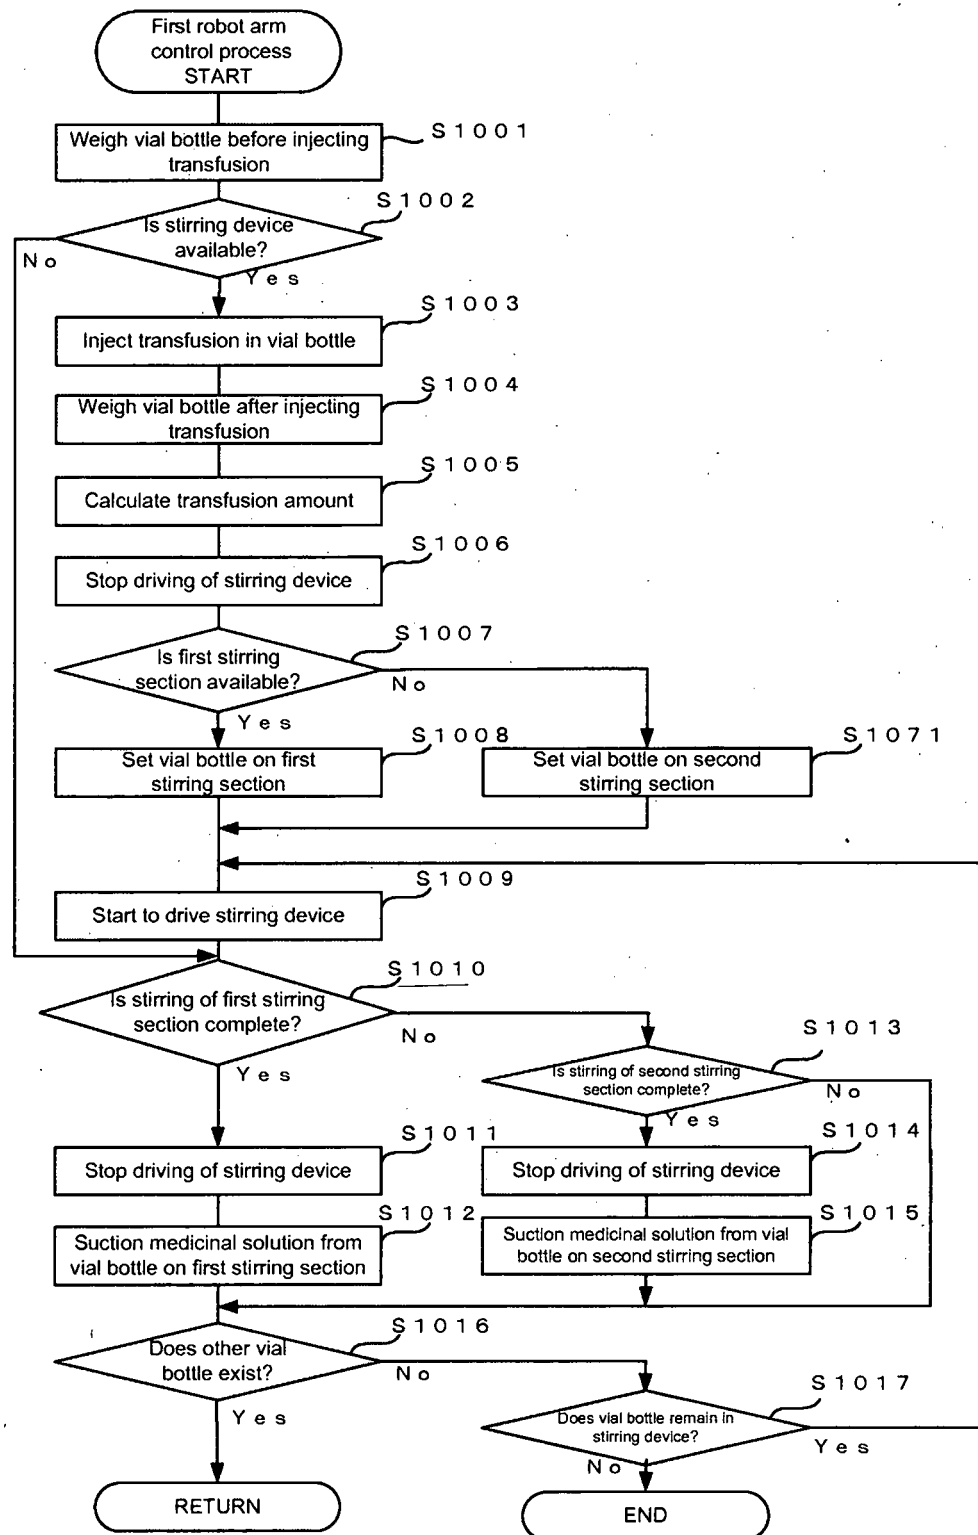 First robot arm
control process
START
Weigh vial bottle before injecting
transfusion
S1001
Is stirring device
available?
S1002
No
Yes
Inject transfusion in vial bottle
S1003
Weigh vial bottle after injecting
transfusion
S1004
Calculate transfusion amount
S1005
Stop driving of stirring device
S1006
Is first stirring
section available?
S1007
No
Yes
Set vial bottle on first
stirring section
S1008
Set vial bottle on second
stirring section
S1071
Start to drive stirring device
S1009
Is stirring of first stirring
section complete?
S1010
No
Yes
Is stirring of second stirring
section complete?
S1013
No
Yes
Stop driving of stirring device
S1011
Stop driving of stirring device
S1014
Suction medicinal solution from
vial bottle on first stirring section
S1012
Suction medicinal solution from vial
bottle on second stirring section
S1015
Does other vial
bottle exist?
S1016
No
Yes
Does vial bottle remain in
stirring device?
S1017
Yes
No
RETURN
END